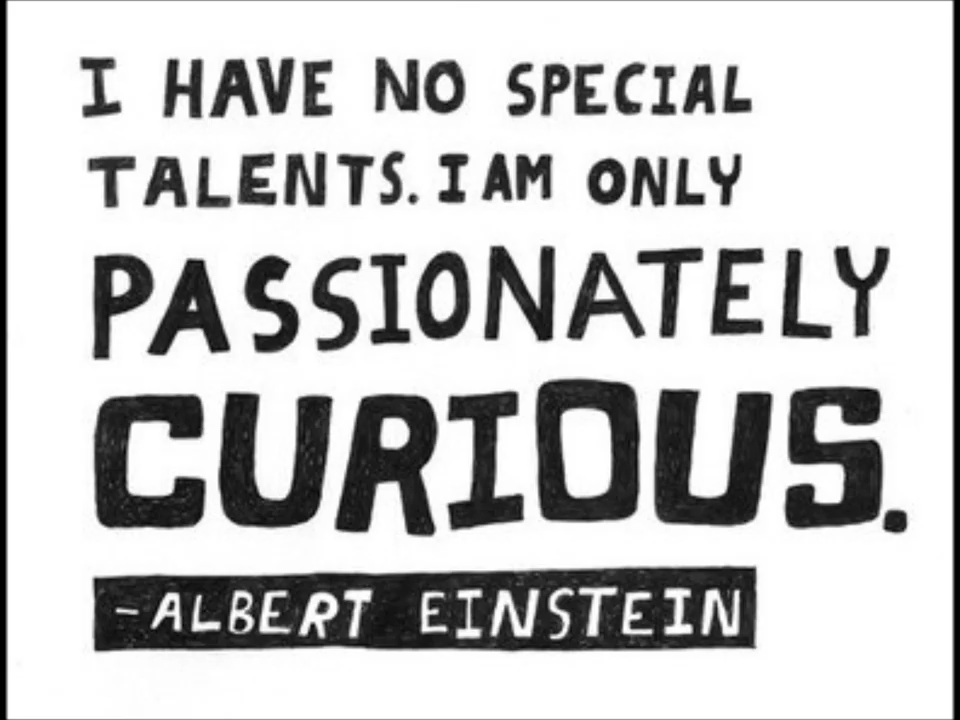 I HAVE NO SPECIAL
TALENTS. I AM ONLY
PASSIONATELY
CURIOUS.
-ALBERT EINSTEIN